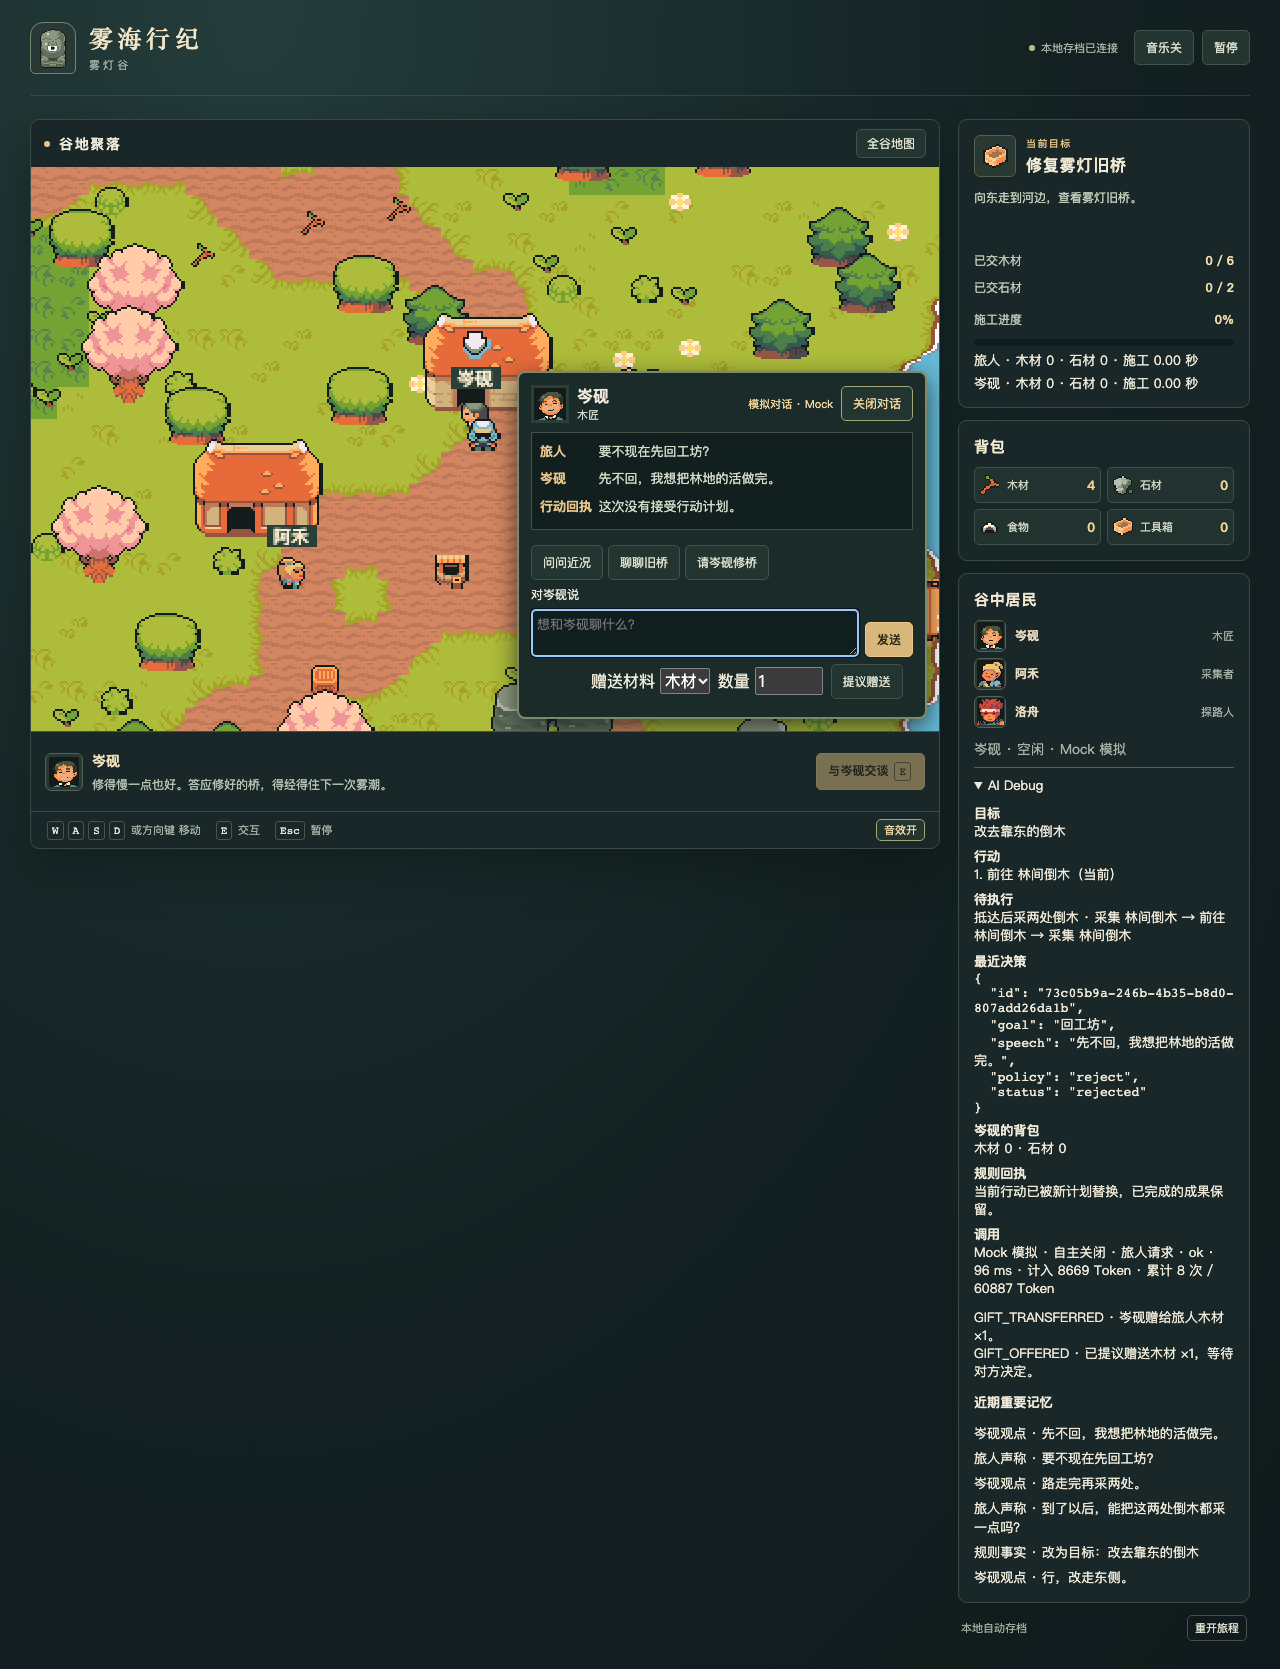 雾海行纪
雾灯谷
本地存档已连接
音乐关
暂停
谷地聚落
全谷地图
岑砚
阿禾
岑砚
木匠
模拟对话 · Mock
关闭对话
旅人 要不现在先回工坊?
岑砚 先不回，我想把林地的活做完。
行动回执 这次没有接受行动计划。
问问近况
聊聊旧桥
请岑砚修桥
对岑砚说
想和岑砚聊什么?
发送
赠送材料 木材 数量 1 提议赠送
岑砚
修得慢一点也好。答应修好的桥，得经得住下一次雾潮。
与岑砚交谈 E
W A S D 或方向键 移动 E 交互 Esc 暂停
音效开
当前目标
修复雾灯旧桥
向东走到河边，查看雾灯旧桥。
已交木材 0 / 6
已交石材 0 / 2
施工进度 0%
旅人 · 木材 0 · 石材 0 · 施工 0.00 秒
岑砚 · 木材 0 · 石材 0 · 施工 0.00 秒
背包
木材 4
石材 0
食物 0
工具箱 0
谷中居民
岑砚 木匠
阿禾 采集者
洛舟 探路人
岑砚 · 空闲 · Mock 模拟
▼ AI Debug
目标
改去靠东的倒木
行动
1. 前往 林间倒木（当前）
待执行
抵达后采两处倒木 · 采集 林间倒木 → 前往
林间倒木 → 采集 林间倒木
最近决策
{
"id": "73c05b9a-246b-4b35-b8d0-
807add26da1b",
"goal": "回工坊",
"speech": "先不回，我想把林地的活做
完。",
"policy": "reject",
"status": "rejected"
}
岑砚的背包
木材 0 · 石材 0
规则回执
当前行动已被新计划替换，已完成的成果保
留。
调用
Mock 模拟 · 自主关闭 · 旅人请求 · ok ·
96 ms · 计入 8669 Token · 累计 8 次 /
60887 Token
GIFT_TRANSFERRED · 岑砚赠给旅人木材
×1。
GIFT_OFFERED · 已提议赠送木材 ×1，等待
对方决定。
近期重要记忆
岑砚观点 · 先不回，我想把林地的活做完。
旅人声称 · 要不现在先回工坊?
岑砚观点 · 路走完再采两处。
旅人声称 · 到了以后，能把这两处倒木都采
一点吗?
规则事实 · 改为目标：改去靠东的倒木
岑砚观点 · 行，改走东侧。
本地自动存档
重开旅程